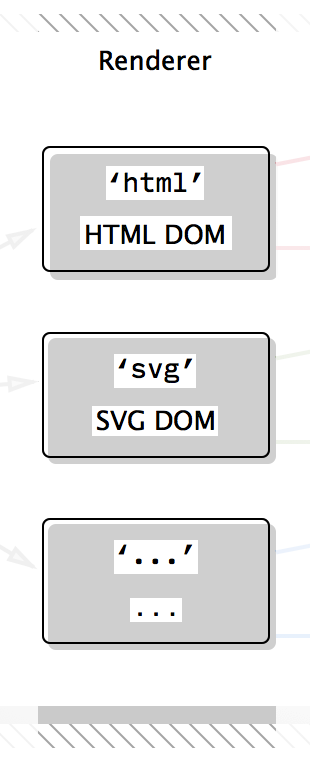 Renderer
‘html’
HTML DOM
‘svg’
SVG DOM
‘...’
...